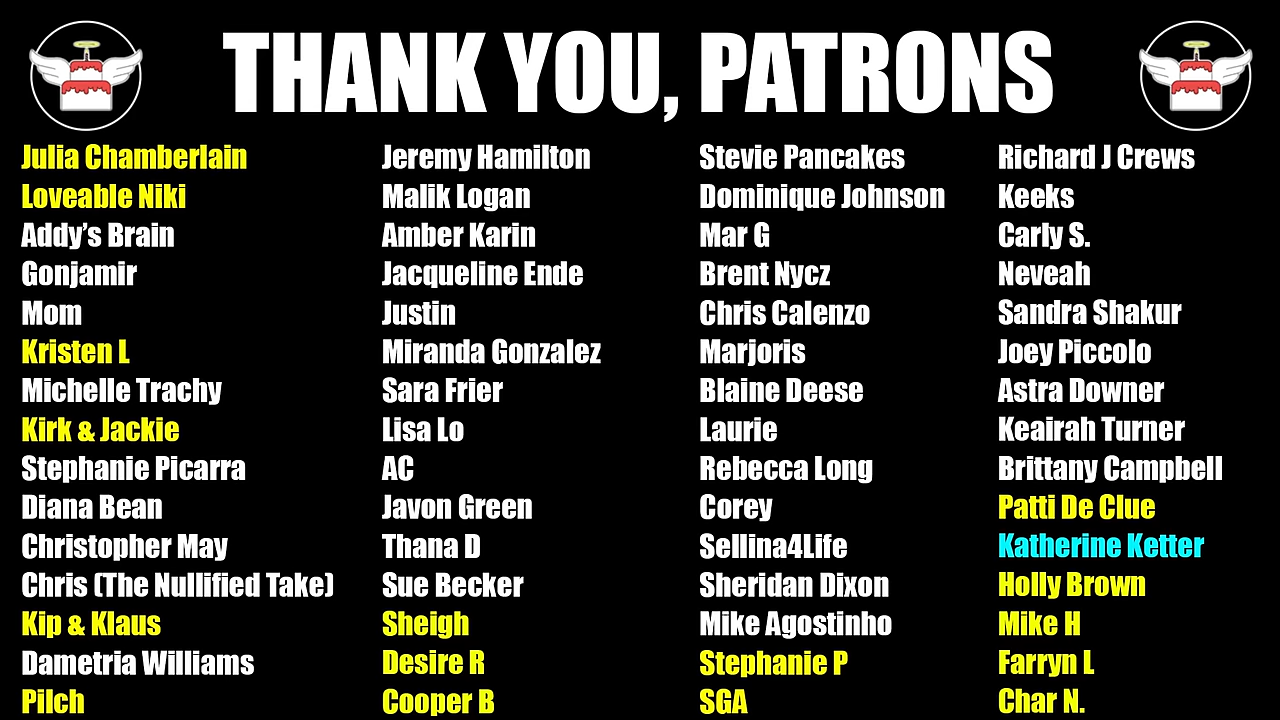 THANK YOU, PATRONS
Julia Chamberlain
Loveable Niki
Addy's Brain
Gonjamir
Mom
Kristen L
Michelle Trachy
Kirk & Jackie
Stephanie Picarra
Diana Bean
Christopher May
Chris (The Nullified Take)
Kip & Klaus
Dametria Williams
Pilch
Jeremy Hamilton
Malik Logan
Amber Karin
Jacqueline Ende
Justin
Miranda Gonzalez
Sara Frier
Lisa Lo
AC
Javon Green
Thana D
Sue Becker
Sheigh
Desire R
Cooper B
Stevie Pancakes
Dominique Johnson
Mar G
Brent Nycz
Chris Calenzo
Marjoris
Blaine Deese
Laurie
Rebecca Long
Corey
Sellina4Life
Sheridan Dixon
Mike Agostinho
Stephanie P
SGA
Richard J Crews
Keeks
Carly S.
Neveah
Sandra Shakur
Joey Piccolo
Astra Downer
Keairah Turner
Brittany Campbell
Patti De Clue
Katherine Ketter
Holly Brown
Mike H
Farryn L
Char N.